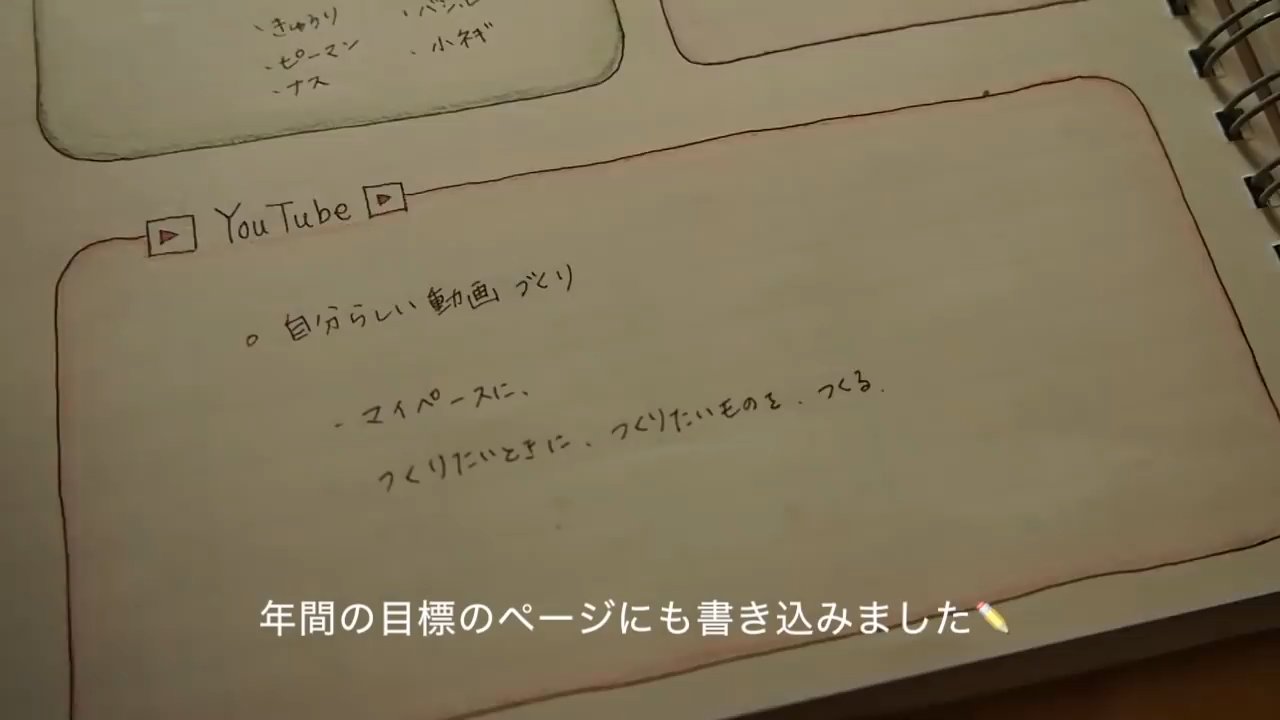 ・きゅうり
・ピーマン
・ナス
・バジル
・小ネギ
YouTube
○ 自分らしい動画づくり
・マイペースに、
つくりたいときに、つくりたいものを、つくる。
年間の目標のページにも書き込みました✏️